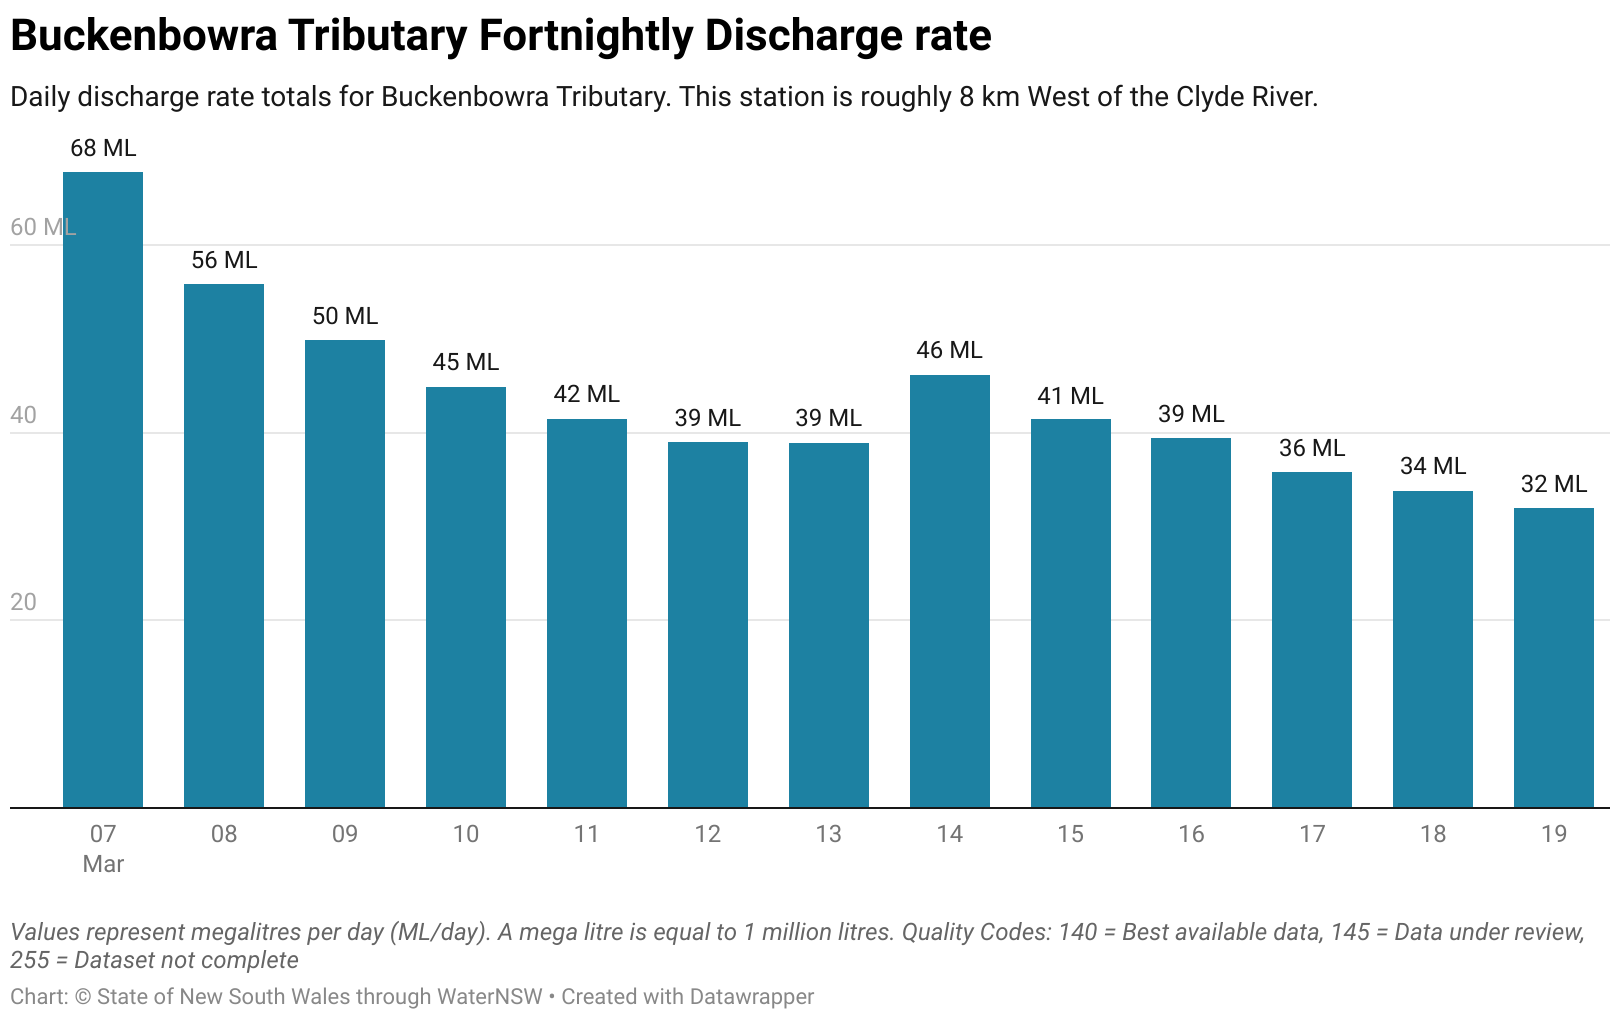 Buckenbowra Tributary Fortnightly Discharge rate
Daily discharge rate totals for Buckenbowra Tributary. This station is roughly 8 km West of the Clyde River.
68 ML
60 ML
56 ML
50 ML
45 ML
42 ML
39 ML
39 ML
46 ML
41 ML
39 ML
36 ML
34 ML
32 ML
40
20
07 08 09 10 11 12 13 14 15 16 17 18 19
Mar
Values represent megalitres per day (ML/day). A mega litre is equal to 1 million litres. Quality Codes: 140 = Best available data, 145 = Data under review,
255 = Dataset not complete
Chart: © State of New South Wales through WaterNSW • Created with Datawrapper